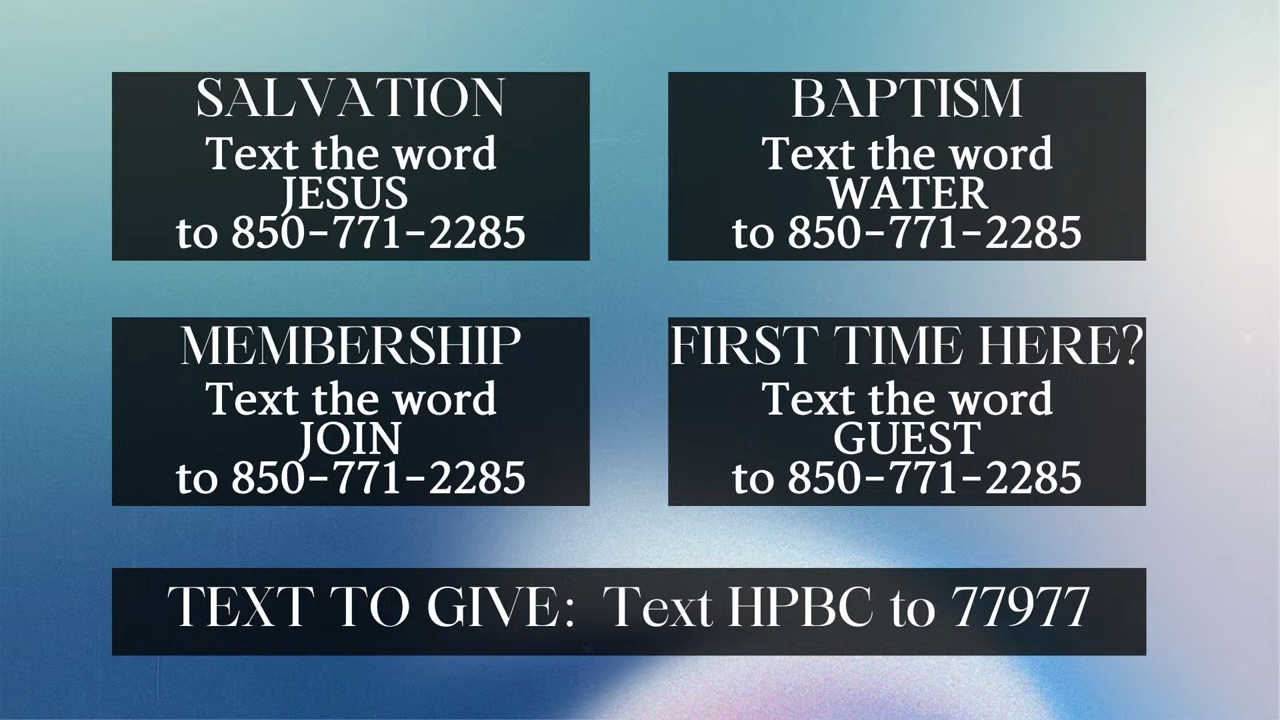 SALVATION
Text the word
JESUS
to 850-771-2285
BAPTISM
Text the word
WATER
to 850-771-2285
MEMBERSHIP
Text the word
JOIN
to 850-771-2285
FIRST TIME HERE?
Text the word
GUEST
to 850-771-2285
TEXT TO GIVE: Text HPBC to 77977